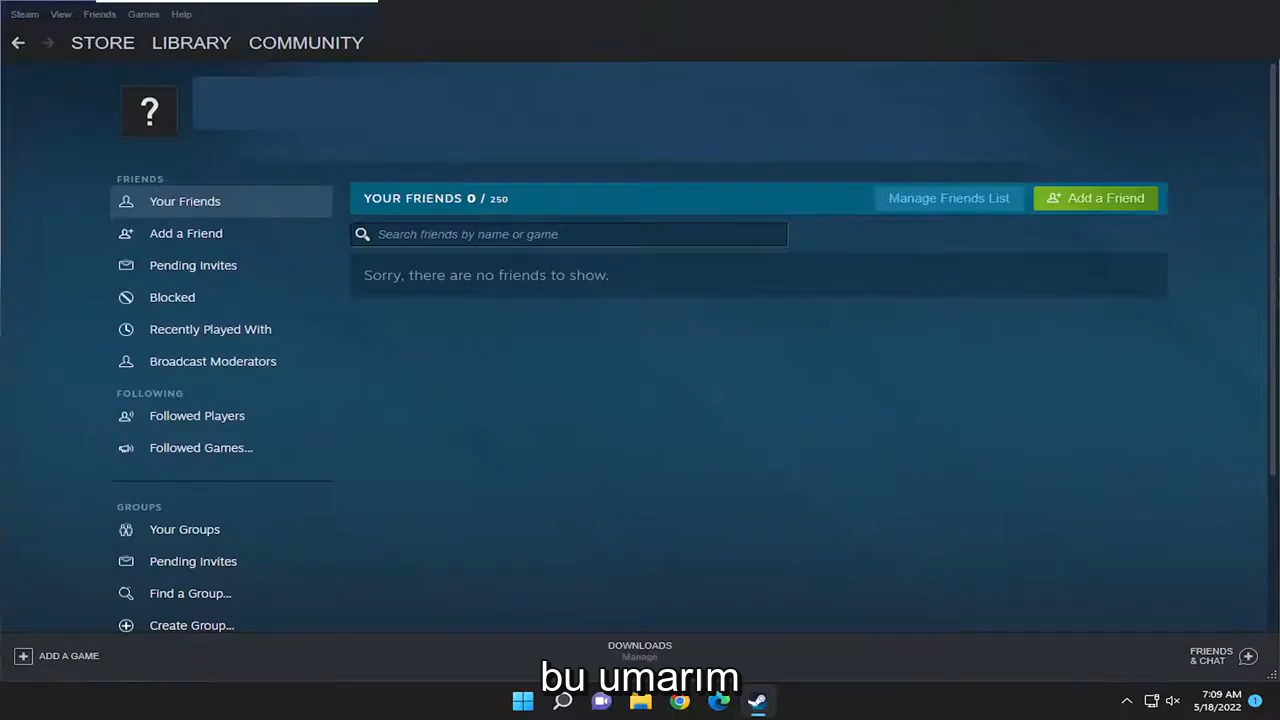 Steam View Friends Games Help
STORE LIBRARY COMMUNITY
?
FRIENDS
Your Friends
Add a Friend
Pending Invites
Blocked
Recently Played With
Broadcast Moderators
FOLLOWING
Followed Players
Followed Games...
GROUPS
Your Groups
Pending Invites
Find a Group...
Create Group...
YOUR FRIENDS 0 / 250
Manage Friends List
Add a Friend
Search friends by name or game
Sorry, there are no friends to show.
ADD A GAME
DOWNLOADS
Manage
FRIENDS
& CHAT
bu umarım
7:09 AM
5/18/2022
1